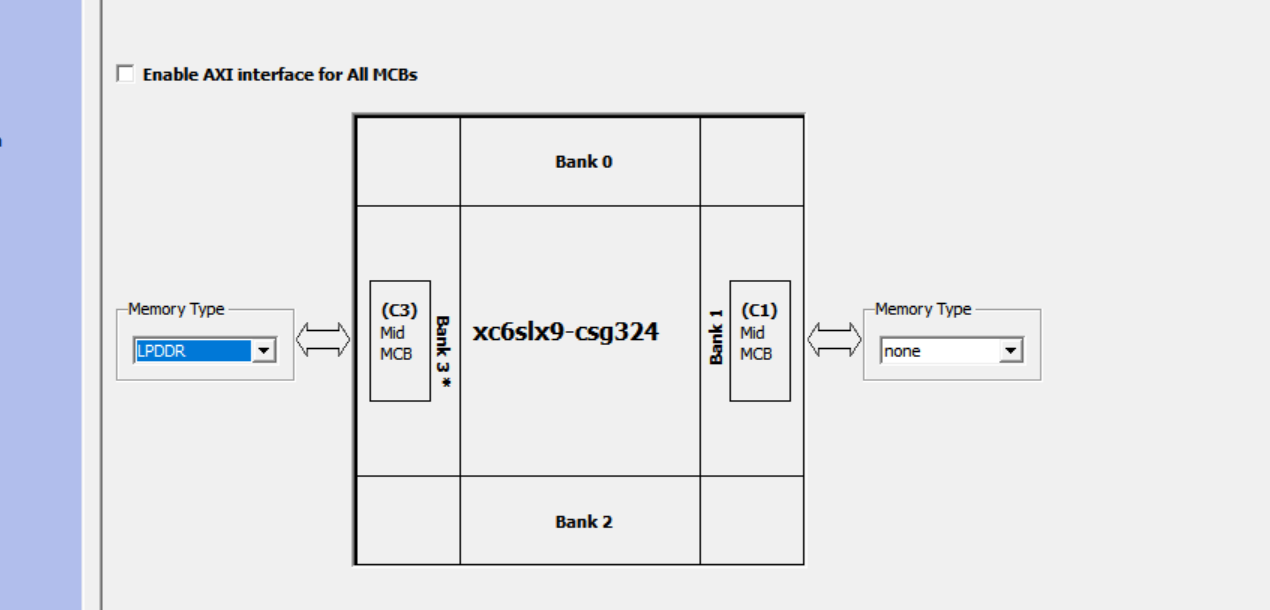 Enable AXI interface for All MCBs
Bank 0
Memory Type
LPDDR
(C3)
Mid
MCB
Bank 3 *
xc6slx9-csg324
Bank 1
(C1)
Mid
MCB
Memory Type
none
Bank 2